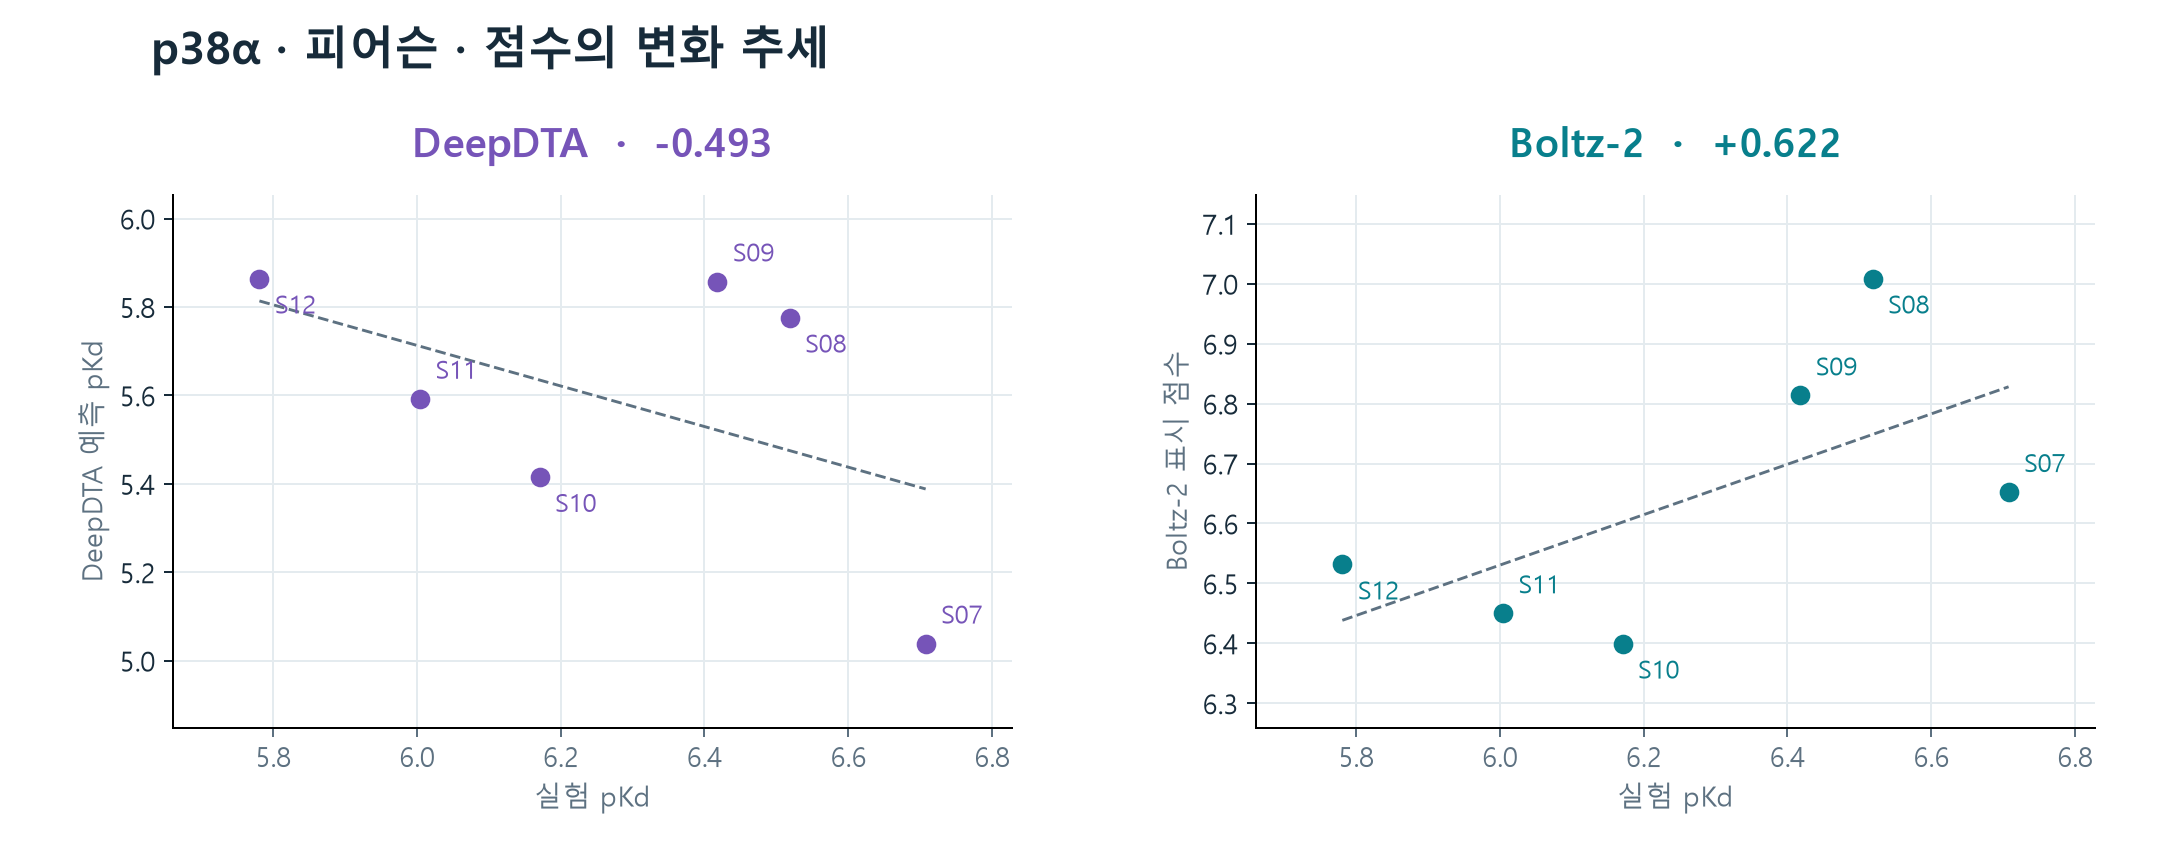 p38α · 피어슨 · 점수의 변화 추세
DeepDTA · -0.493
DeepDTA 예측 pKd
6.0
5.8
5.6
5.4
5.2
5.0
S12
S11
S10
S09
S08
S07
5.8 6.0 6.2 6.4 6.6 6.8
실험 pKd
Boltz-2 · +0.622
Boltz-2 표시 점수
7.1
7.0
6.9
6.8
6.7
6.6
6.5
6.4
6.3
S12
S11
S10
S09
S08
S07
5.8 6.0 6.2 6.4 6.6 6.8
실험 pKd